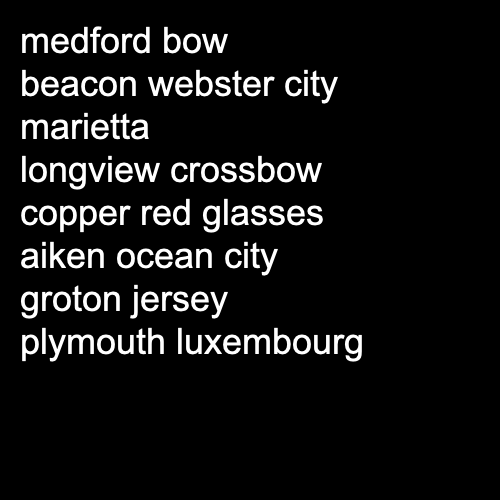 medford bow
beacon webster city
marietta
longview crossbow
copper red glasses
aiken ocean city
groton jersey
plymouth luxembourg